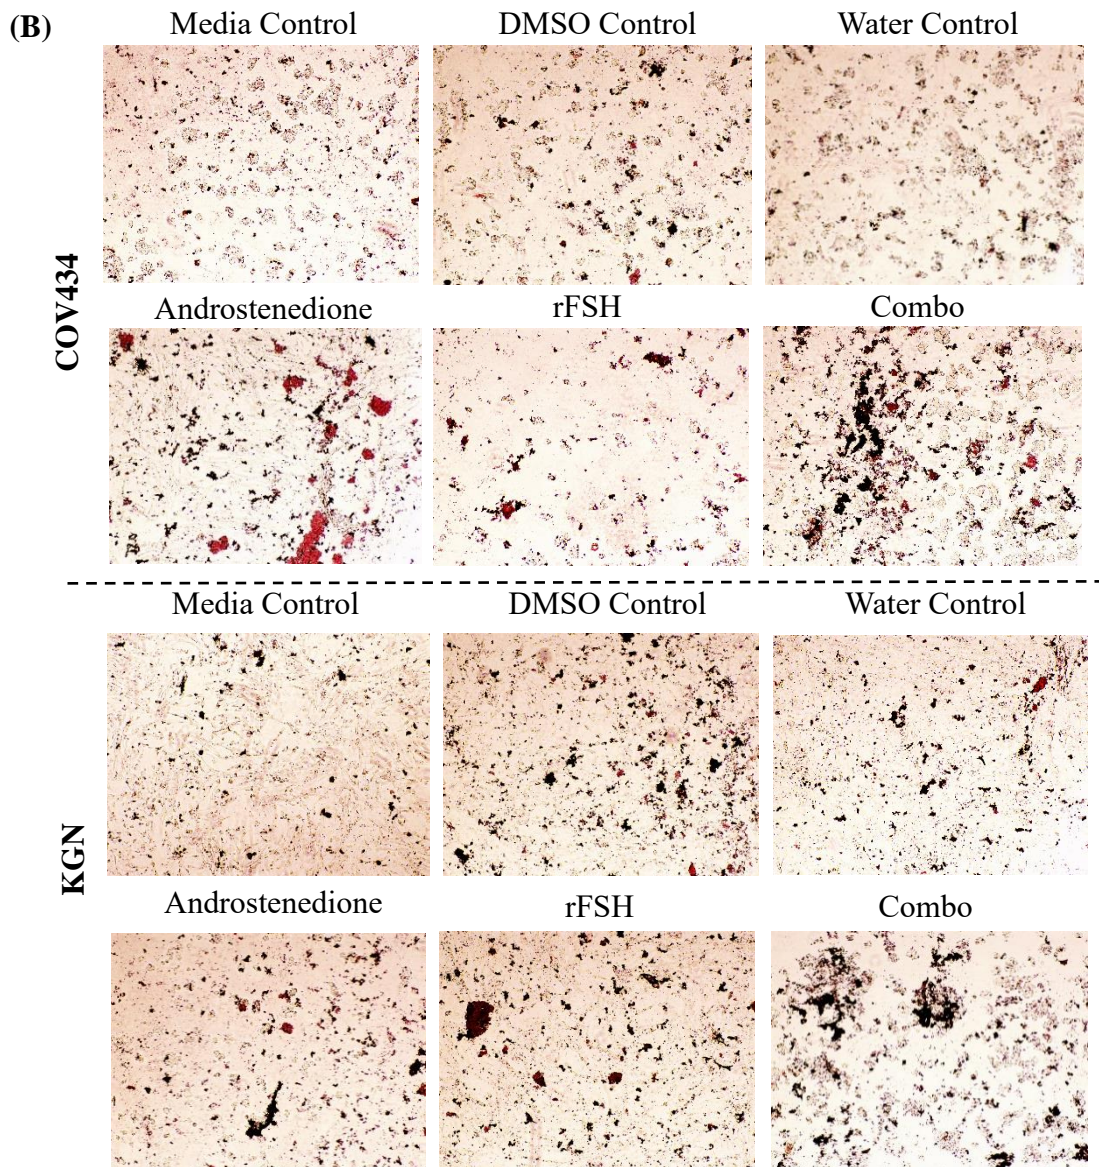 (B)
Media Control
DMSO Control
Water Control
COV434
Androstenedione
rFSH
Combo
Media Control
DMSO Control
Water Control
KGN
Androstenedione
rFSH
Combo